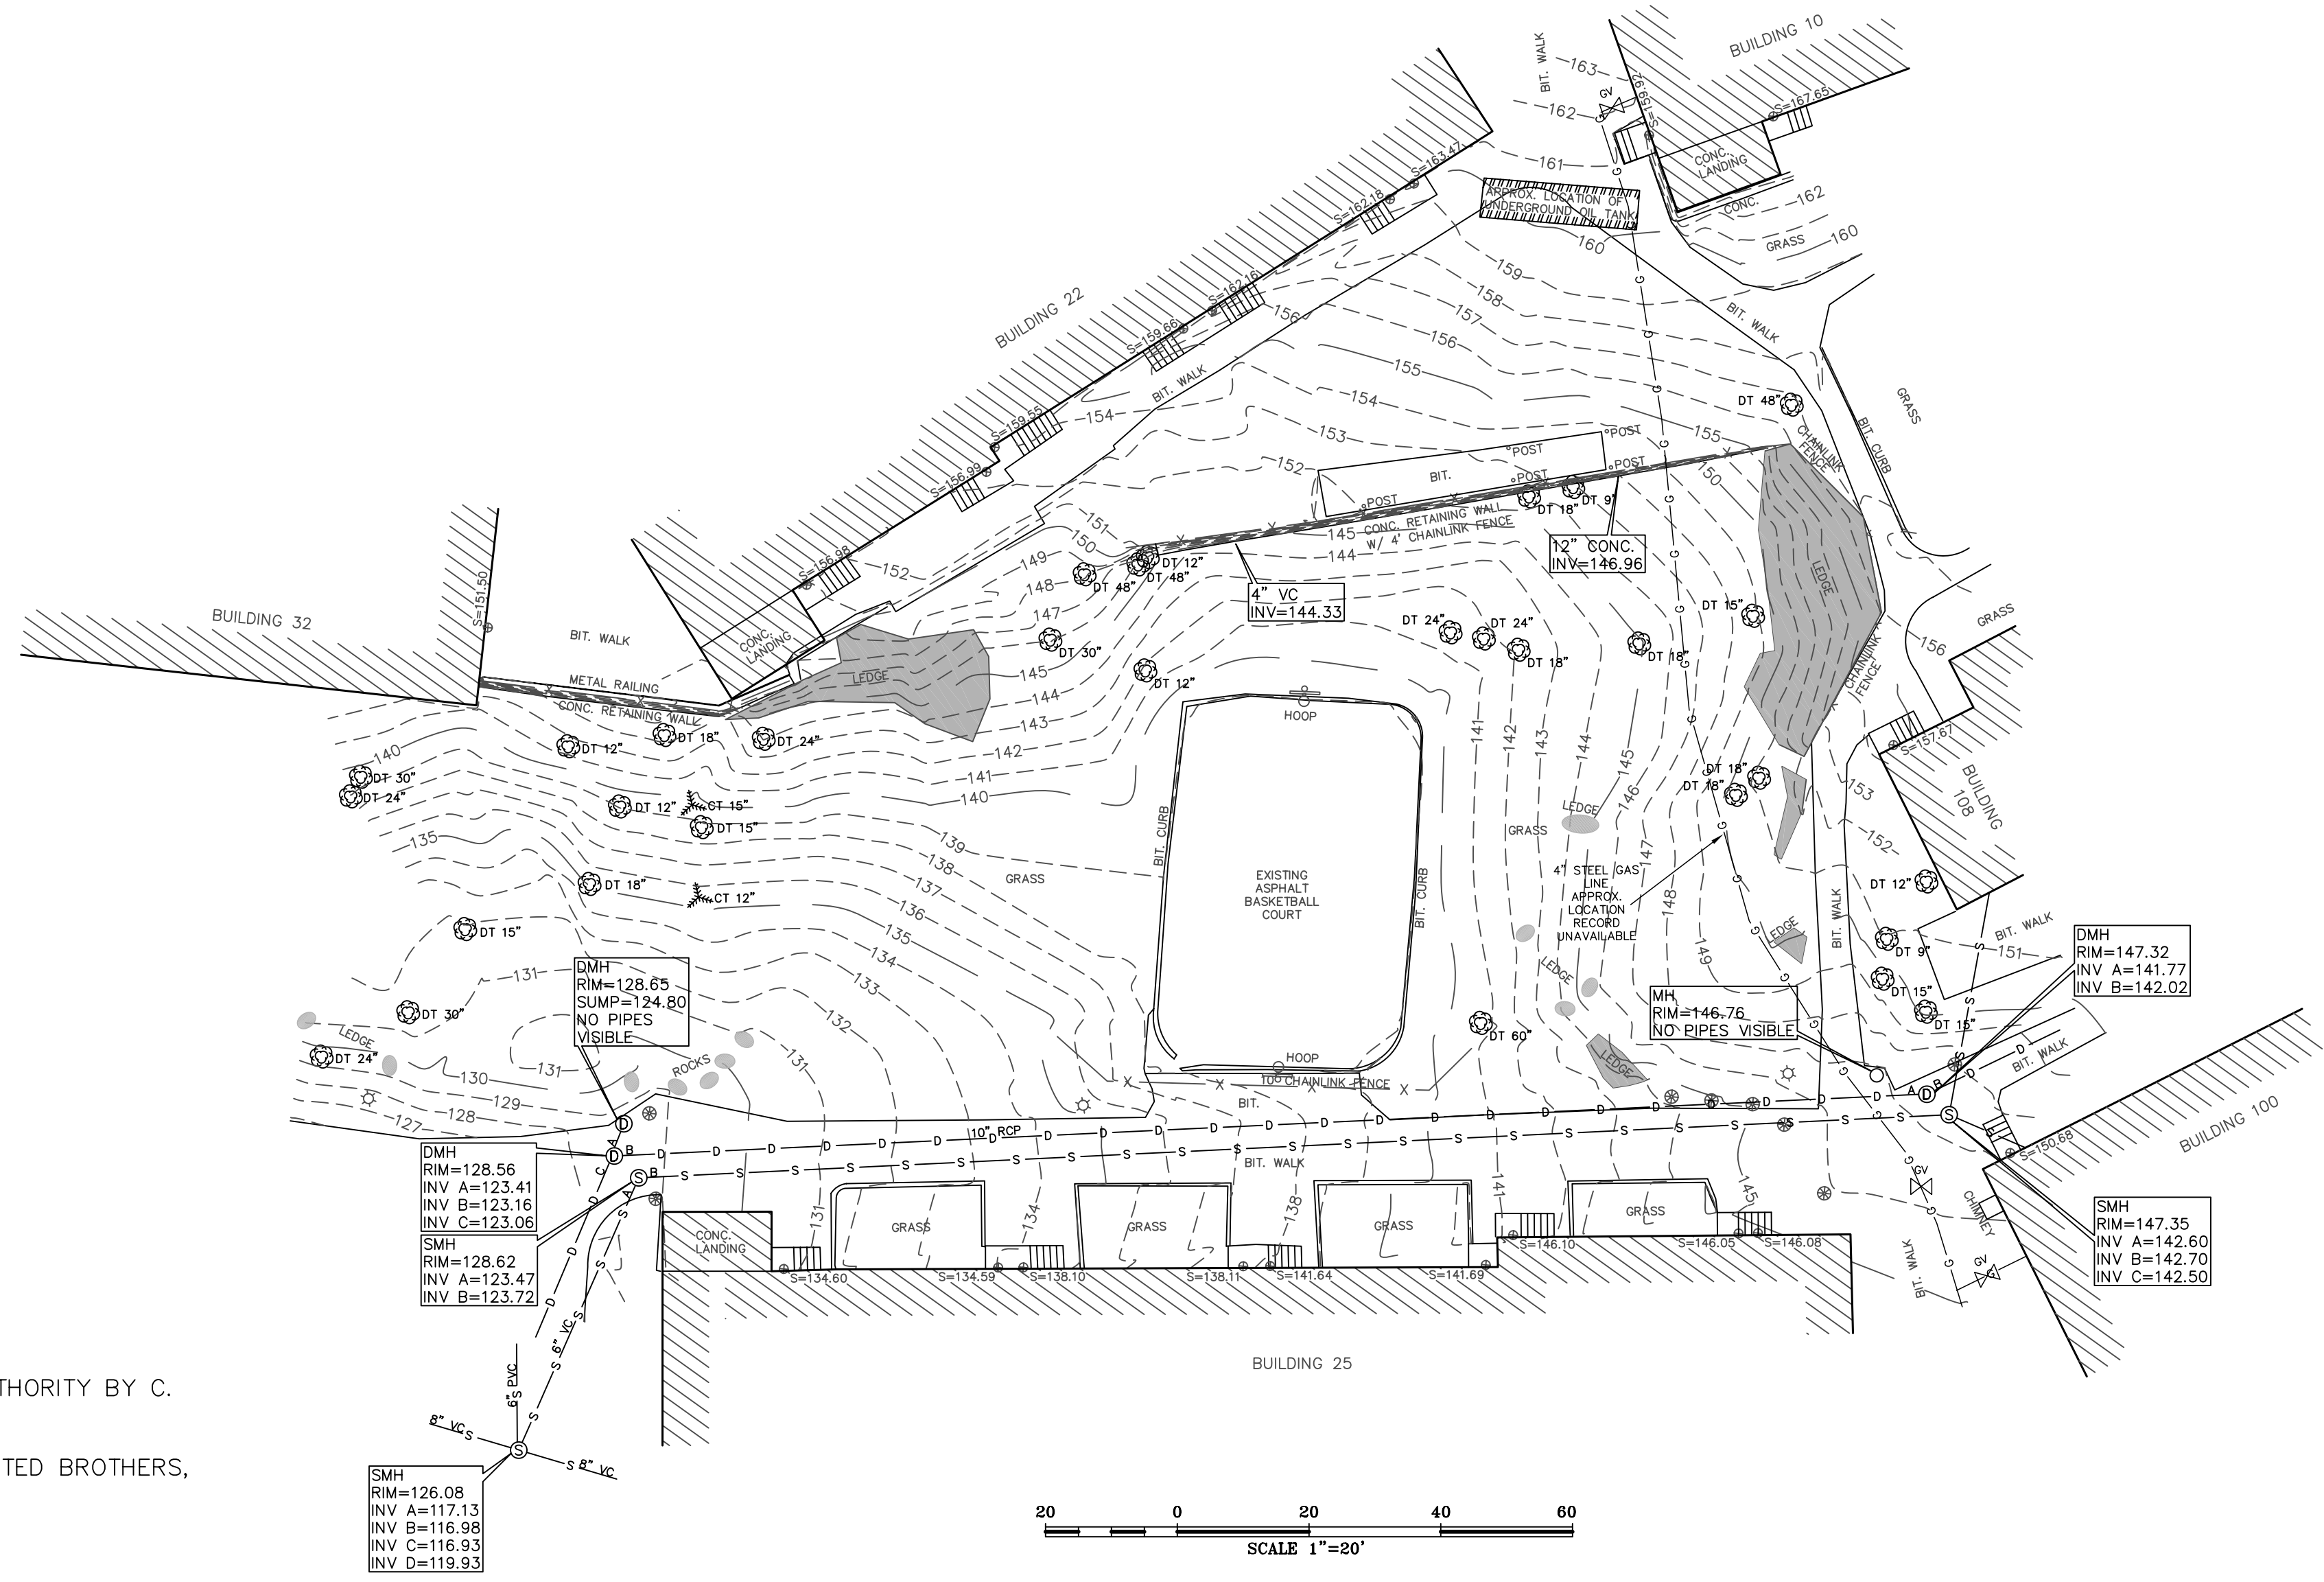 BUILDING 10
BIT. WALK
163
162
GV
S=159.92
S=167.65
CONC.
LANDING
CONC.
162
GRASS
160
161
S=163.47
S=162.18
APPROX. LOCATION OF
UNDERGROUND OIL TANK
160
159
158
157
156
155
154
153
152
BIT. WALK
BUILDING 22
S=162.16
S=159.66
156
BIT. WALK
154
S=159.55
S=156.99
S=156.98
152
DT 48"
155
CHAINLINK
FENCE
BIT. CURB
GRASS
150
POST
POST
POST
POST
POST
BIT.
DT 18"
DT 9"
CONC. RETAINING WALL
W/ 4' CHAINLINK FENCE
145
144
12" CONC.
INV=146.96
4" VC
INV=144.33
151
150
149
148
147
145
144
143
142
141
140
DT 12"
DT 48"
DT 48"
DT 30"
DT 12"
BUILDING 32
S=151.50
BIT. WALK
CONC.
LANDING
METAL RAILING
CONC. RETAINING WALL
LEDGE
DT 12"
DT 18"
DT 24"
140
DT 30"
DT 24"
DT 12"
CT 15"
DT 15"
135
DT 18"
CT 12"
DT 15"
DT 24"
DT 24"
DT 18"
DT 18"
DT 15"
LEDGE
CHAINLINK
FENCE
156
GRASS
S=157.67
BUILDING
108
153
152
HOOP
BIT. CURB
EXISTING
ASPHALT
BASKETBALL
COURT
BIT. CURB
HOOP
10' CHAINLINK FENCE
BIT.
141
142
143
144
145
146
147
148
149
LEDGE
GRASS
4" STEEL GAS
LINE
APPROX.
LOCATION
RECORD
UNAVAILABLE
DT 18"
DT 18"
LEDGE
BIT. WALK
DT 12"
DT 9"
DT 15"
DT 15"
BIT. WALK
151
DMH
RIM=147.32
INV A=141.77
INV B=142.02
LEDGE
LEDGE
DT 60"
MH
RIM=146.76
NO PIPES VISIBLE
GRASS
139
138
137
136
135
134
133
132
131
131
DMH
RIM=128.65
SUMP=124.80
NO PIPES
VISIBLE
131
ROCKS
DT 30"
LEDGE
DT 24"
130
129
128
127
DMH
RIM=128.56
INV A=123.41
INV B=123.16
INV C=123.06
SMH
RIM=128.62
INV A=123.47
INV B=123.72
A
B
C
B
A
10" RCP
D D D D D D D
S S S S S S S
G G G G G G G
BIT. WALK
A
B
BIT. WALK
BUILDING 100
S=150.68
SMH
RIM=147.35
INV A=142.60
INV B=142.70
INV C=142.50
GV
CHIMNEY
GV
BIT. WALK
CONC.
LANDING
131
GRASS
134
GRASS
138
GRASS
141
GRASS
145
S=134.60
S=134.59
S=138.10
S=138.11
S=141.64
S=141.69
S=146.10
S=146.05
S=146.08
BUILDING 25
6" VC
6" PVC
8" VC
8" VC
SMH
RIM=126.08
INV A=117.13
INV B=116.98
INV C=116.93
INV D=119.93
THORITY BY C.
TED BROTHERS,
20 0 20 40 60
SCALE 1"=20'